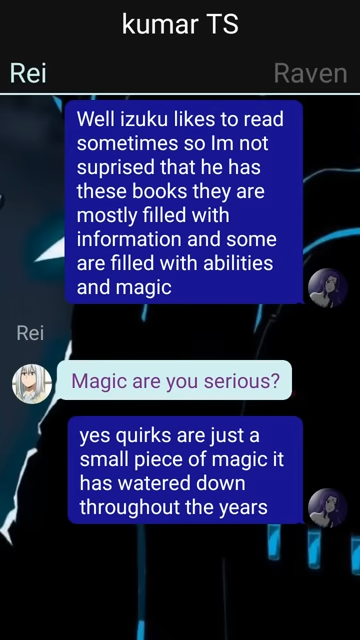 kumar TS
Rei Raven
Well izuku likes to read
sometimes so Im not
suprised that he has
these books they are
mostly filled with
information and some
are filled with abilities
and magic
Rei
Magic are you serious?
yes quirks are just a
small piece of magic it
has watered down
throughout the years